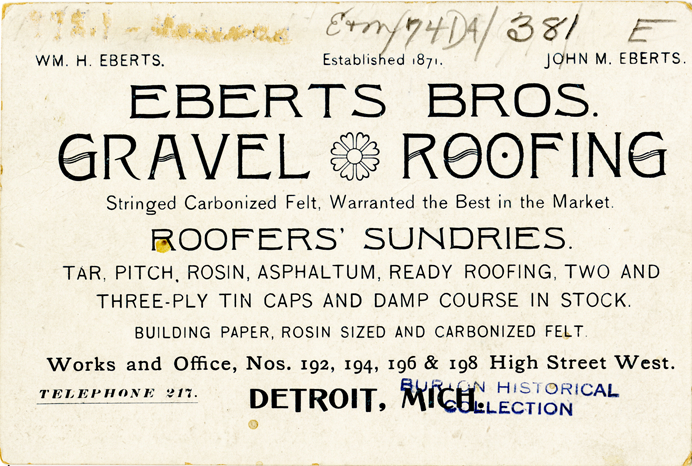 E&M/74DA/381 E
WM. H. EBERTS. Established 1871. JOHN M. EBERTS.
EBERTS BROS.
GRAVEL ROOFING
Stringed Carbonized Felt, Warranted the Best in the Market.
ROOFERS' SUNDRIES.
TAR, PITCH, ROSIN, ASPHALTUM, READY ROOFING, TWO AND
THREE-PLY TIN CAPS AND DAMP COURSE IN STOCK.
BUILDING PAPER, ROSIN SIZED AND CARBONIZED FELT.
Works and Office, Nos. 192, 194, 196 & 198 High Street West.
TELEPHONE 217. DETROIT, MICH.
BURTON HISTORICAL
COLLECTION